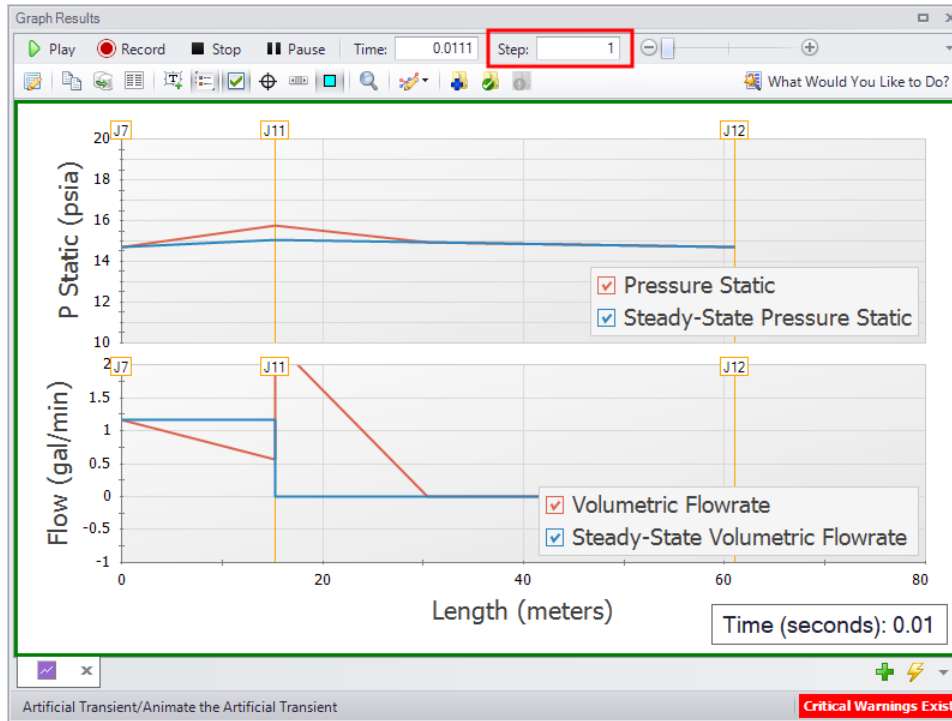 Graph Results
Play Record Stop Pause Time: 0.0111 Step: 1
What Would You Like to Do?
J7 J11 J12
20
18
16
14
12
10
P Static (psia)
Pressure Static
Steady-State Pressure Static
J7 J11 J12
2
1.5
1
0.5
0
-0.5
-1
Flow (gal/min)
Volumetric Flowrate
Steady-State Volumetric Flowrate
0 20 40 60 80
Length (meters)
Time (seconds): 0.01
Artificial Transient/Animate the Artificial Transient
Critical Warnings Exist